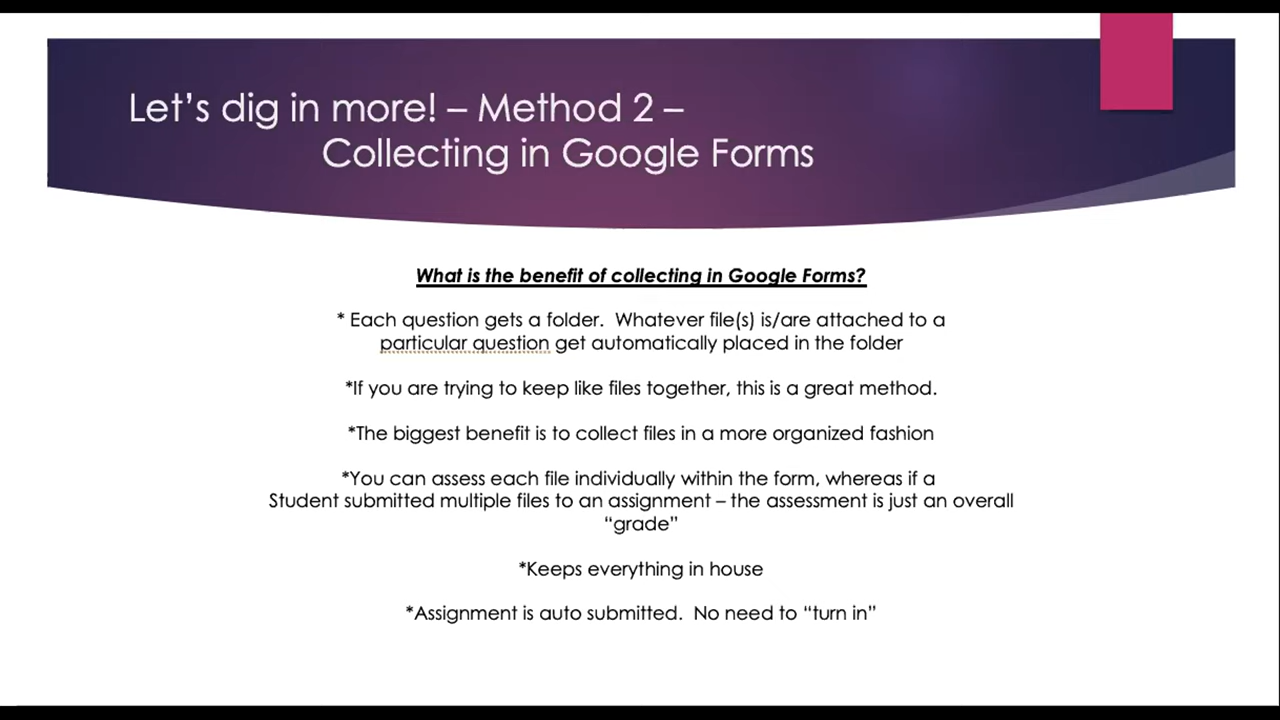 Let’s dig in more! – Method 2 –
Collecting in Google Forms
What is the benefit of collecting in Google Forms?
* Each question gets a folder.  Whatever file(s) is/are attached to a
particular question get automatically placed in the folder
*If you are trying to keep like files together, this is a great method.
*The biggest benefit is to collect files in a more organized fashion
*You can assess each file individually within the form, whereas if a
Student submitted multiple files to an assignment – the assessment is just an overall
“grade”
*Keeps everything in house
*Assignment is auto submitted.  No need to “turn in”